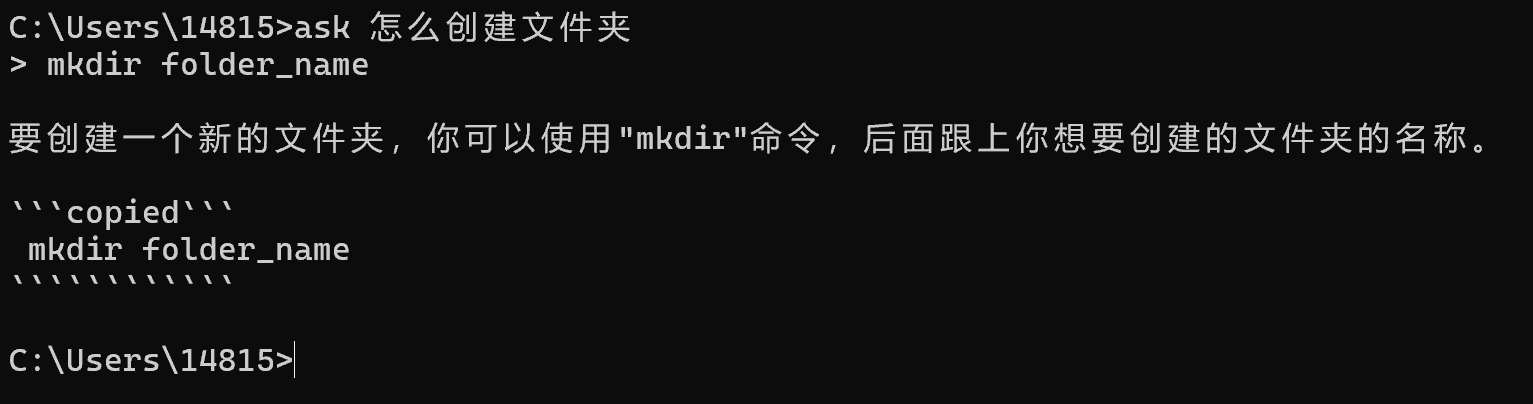 C:\Users\14815>ask 怎么创建文件夹
> mkdir folder_name
要创建一个新的文件夹，你可以使用"mkdir"命令，后面跟上你想要创建的文件夹的名称。
```copied```
 mkdir folder_name
````````````
C:\Users\14815>